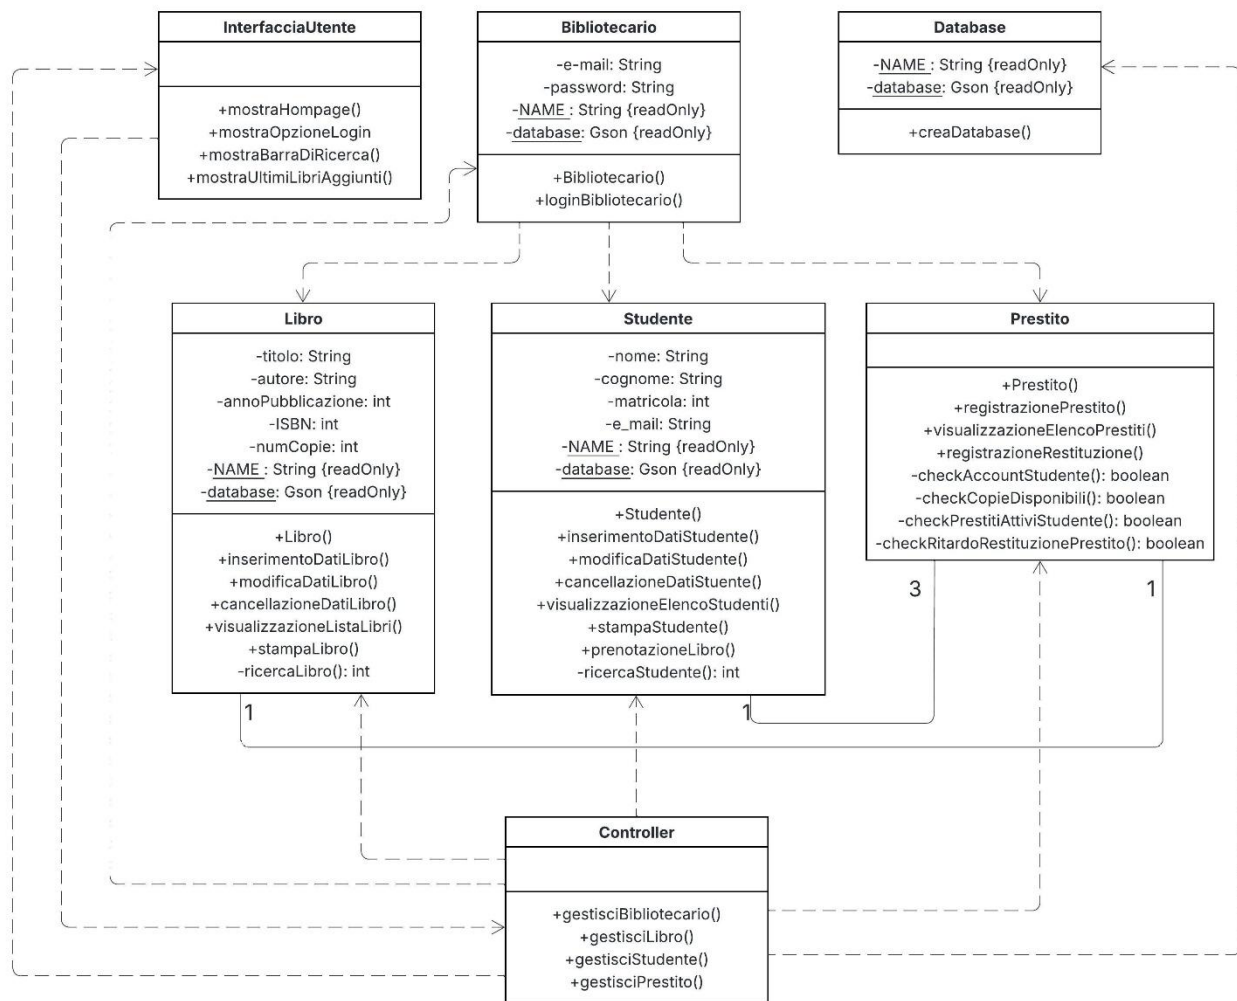 InterfacciaUtente
+mostraHompage()
+mostraOpzioneLogin
+mostraBarraDiRicerca()
+mostraUltimiLibriAggiunti()
Bibliotecario
-e-mail: String
-password: String
-NAME : String {readOnly}
-database: Gson {readOnly}
+Bibliotecario()
+loginBibliotecario()
Database
-NAME : String {readOnly}
-database: Gson {readOnly}
+creaDatabase()
Libro
-titolo: String
-autore: String
-annoPubblicazione: int
-ISBN: int
-numCopie: int
-NAME : String {readOnly}
-database: Gson {readOnly}
+Libro()
+inserimentoDatiLibro()
+modificaDatiLibro()
+cancellazioneDatiLibro()
+visualizzazioneListaLibri()
+stampaLibro()
-ricercaLibro(): int
Studente
-nome: String
-cognome: String
-matricola: int
-e_mail: String
-NAME : String {readOnly}
-database: Gson {readOnly}
+Studente()
+inserimentoDatiStudente()
+modificaDatiStudente()
+cancellazioneDatiStuente()
+visualizzazioneElencoStudenti()
+stampaStudente()
+prenotazioneLibro()
-ricercaStudente(): int
Prestito
+Prestito()
+registrazionePrestito()
+visualizzazioneElencoPrestiti()
+registrazioneRestituzione()
-checkAccountStudente(): boolean
-checkCopieDisponibili(): boolean
-checkPrestitiAttiviStudente(): boolean
-checkRitardoRestituzionePrestito(): boolean
3
1
1
1
Controller
+gestisciBibliotecario()
+gestisciLibro()
+gestisciStudente()
+gestisciPrestito()